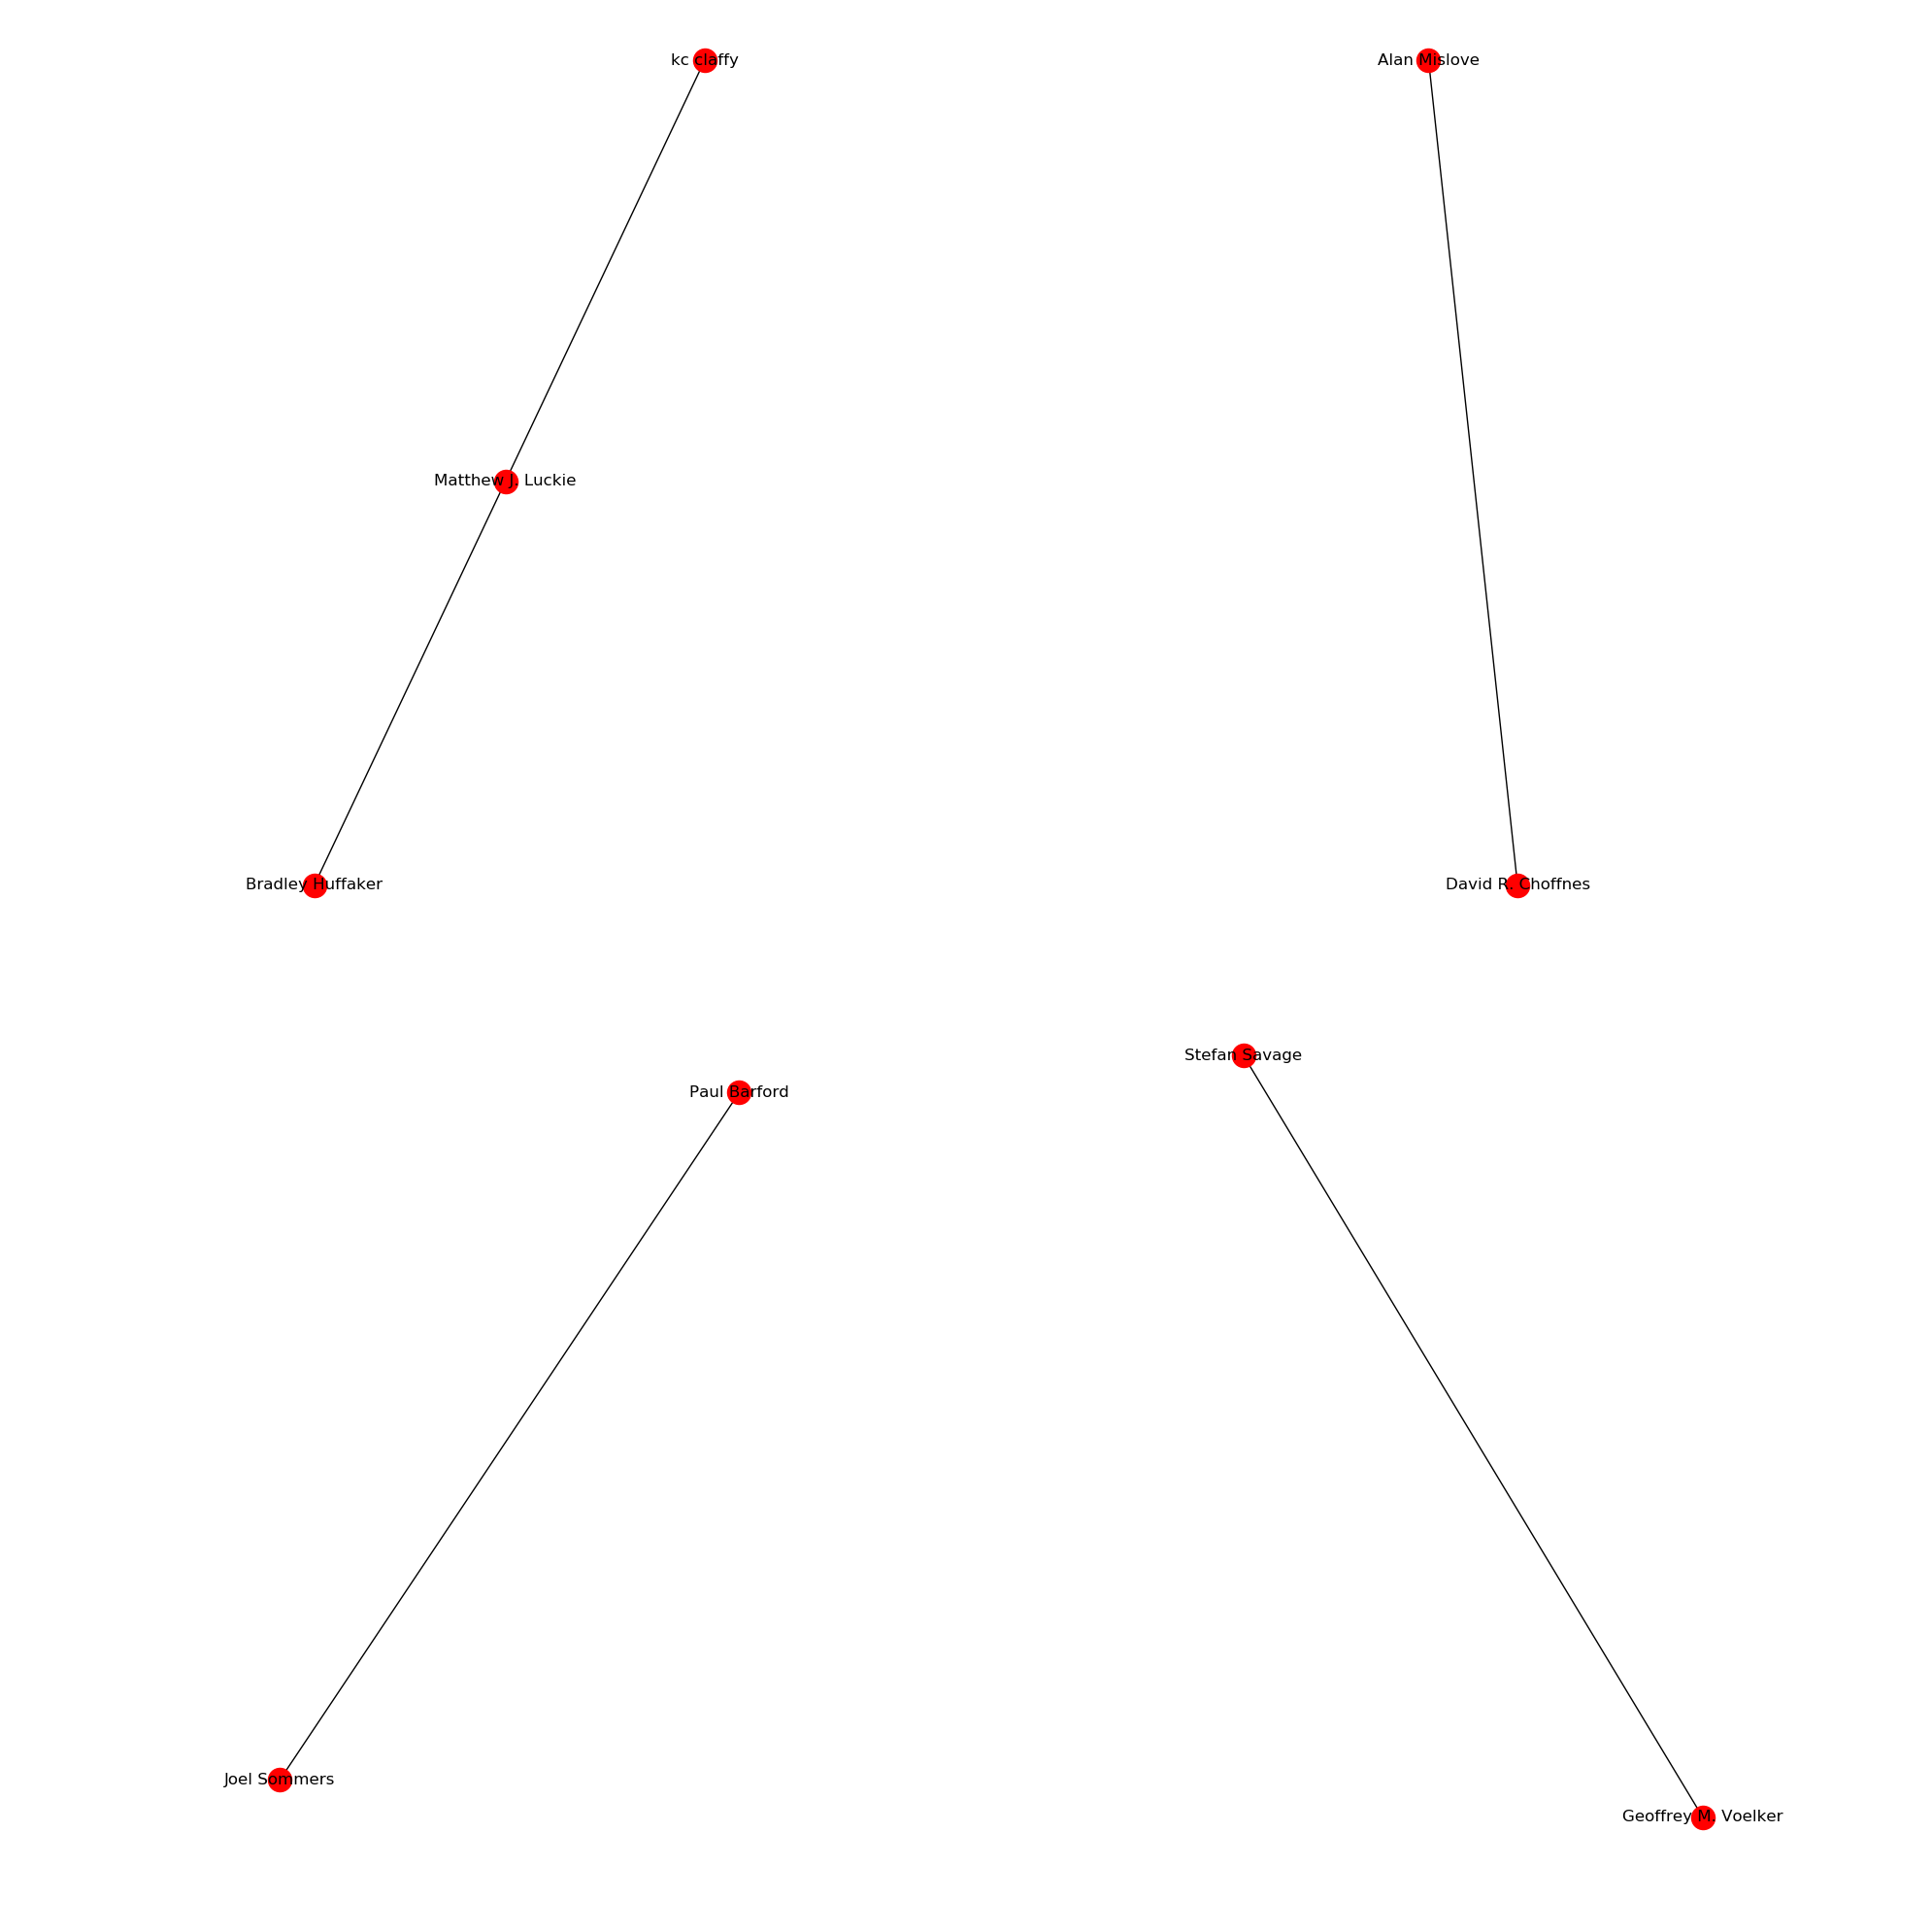 kc claffy
Alan Mislove
Matthew J. Luckie
Bradley Huffaker
David R. Choffnes
Stefan Savage
Paul Barford
Joel Sommers
Geoffrey M. Voelker